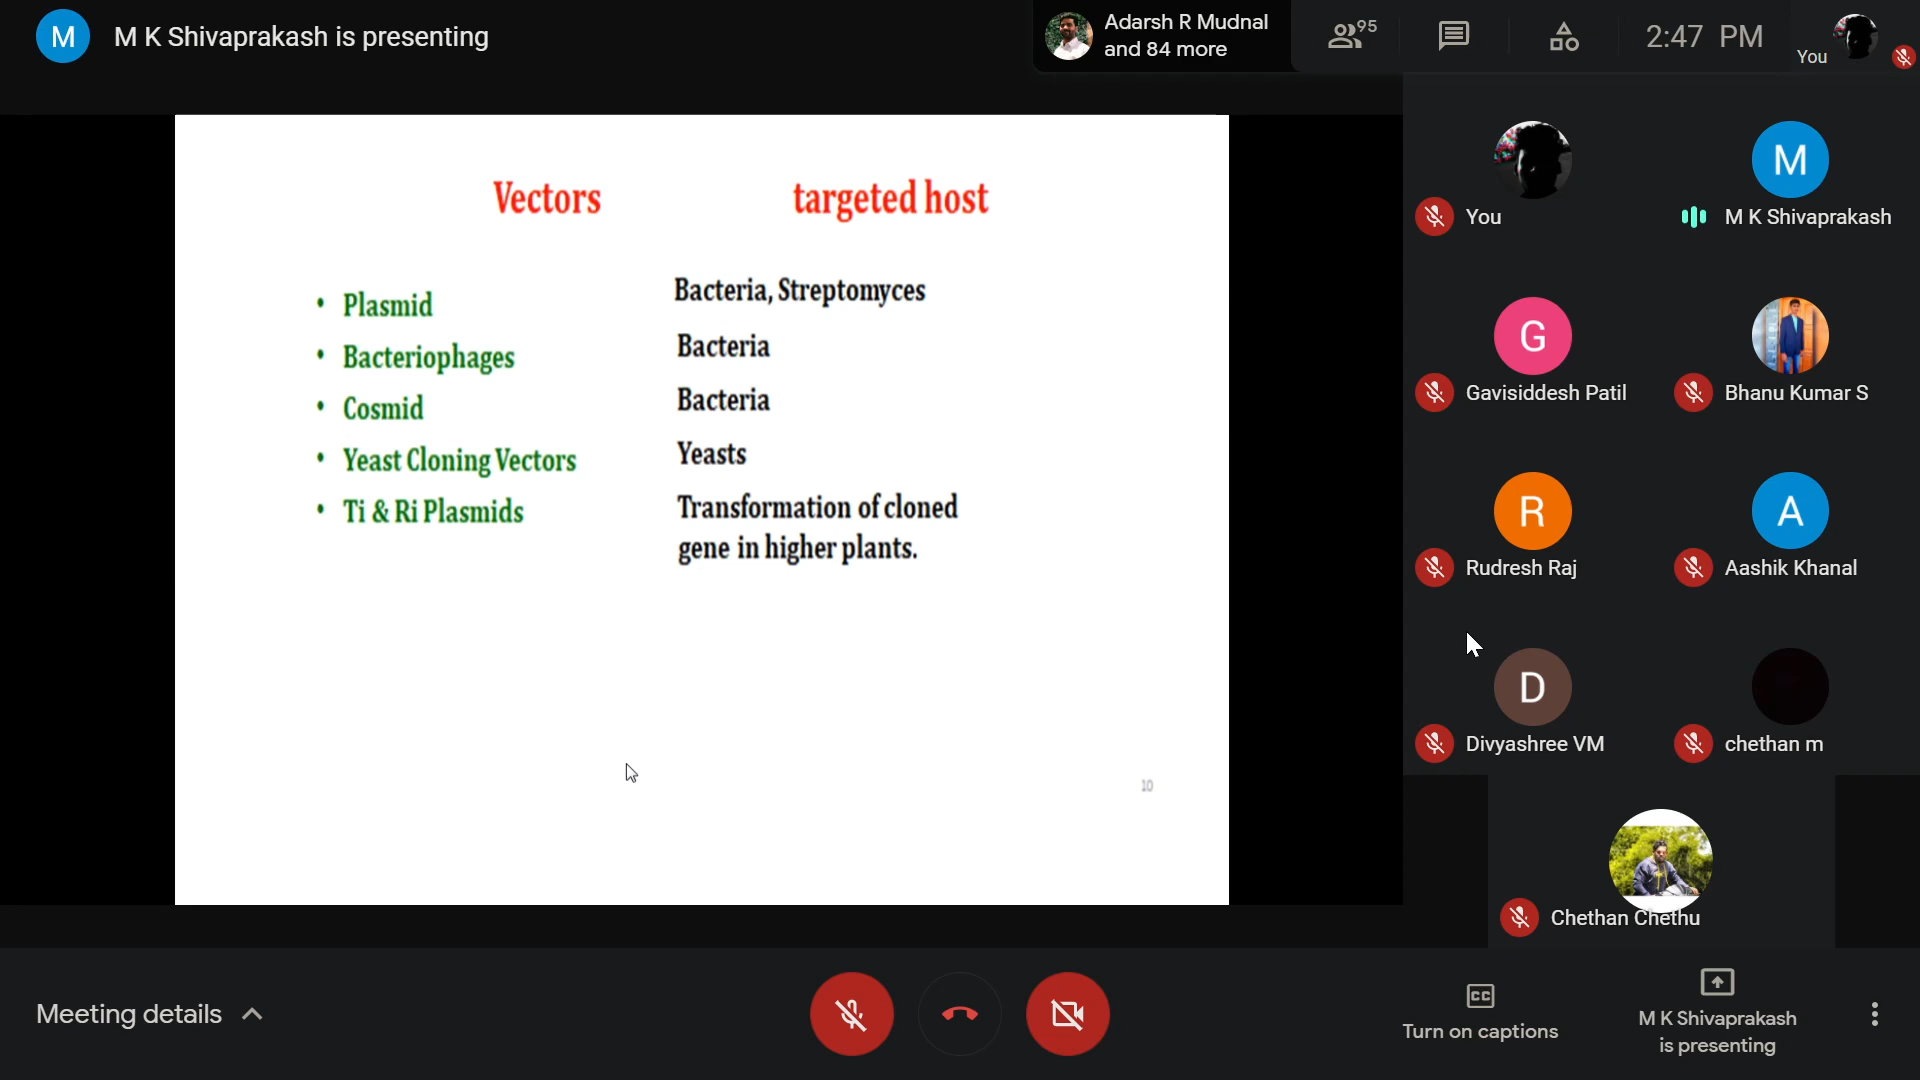 M
M K Shivaprakash is presenting
Adarsh R Mudnal
and 84 more
95
2:47 PM
You
Vectors
targeted host
• Plasmid
Bacteria, Streptomyces
• Bacteriophages
Bacteria
• Cosmid
Bacteria
• Yeast Cloning Vectors
Yeasts
• Ti & Ri Plasmids
Transformation of cloned
gene in higher plants.
10
You
M
M K Shivaprakash
G
Gavisiddesh Patil
Bhanu Kumar S
R
Rudresh Raj
A
Aashik Khanal
D
Divyashree VM
chethan m
Chethan Chethu
Meeting details
CC
Turn on captions
M K Shivaprakash
is presenting